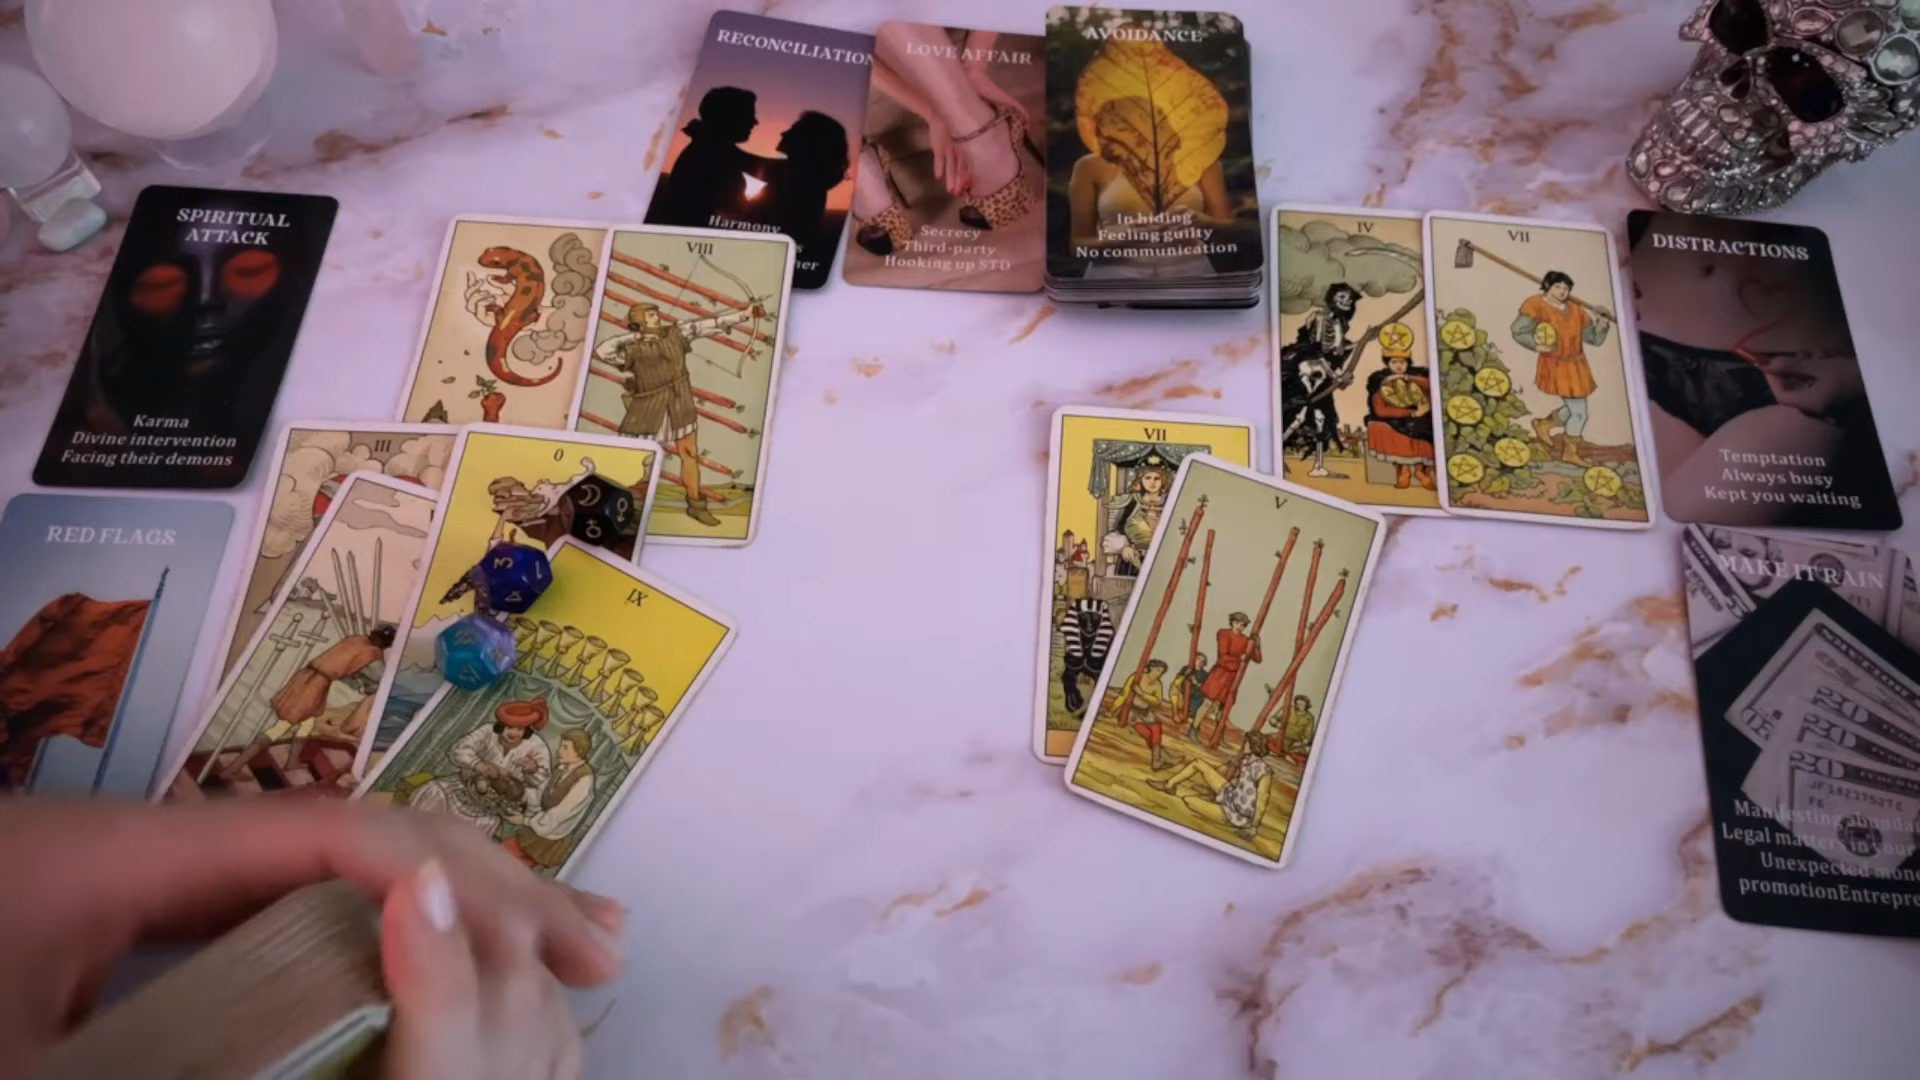 RECONCILIATION
Harmony
LOVE AFFAIR
Secrecy
Third-party
Hooking up STD
AVOIDANCE
In hiding
Feeling guilty
No communication
SPIRITUAL
ATTACK
Karma
Divine intervention
Facing their demons
RED FLAGS
VIII
III
0
IX
IV
VII
VII
V
DISTRACTIONS
Temptation
Always busy
Kept you waiting
MAKE IT RAIN
Manifesting
Legal matters in your
Unexpected